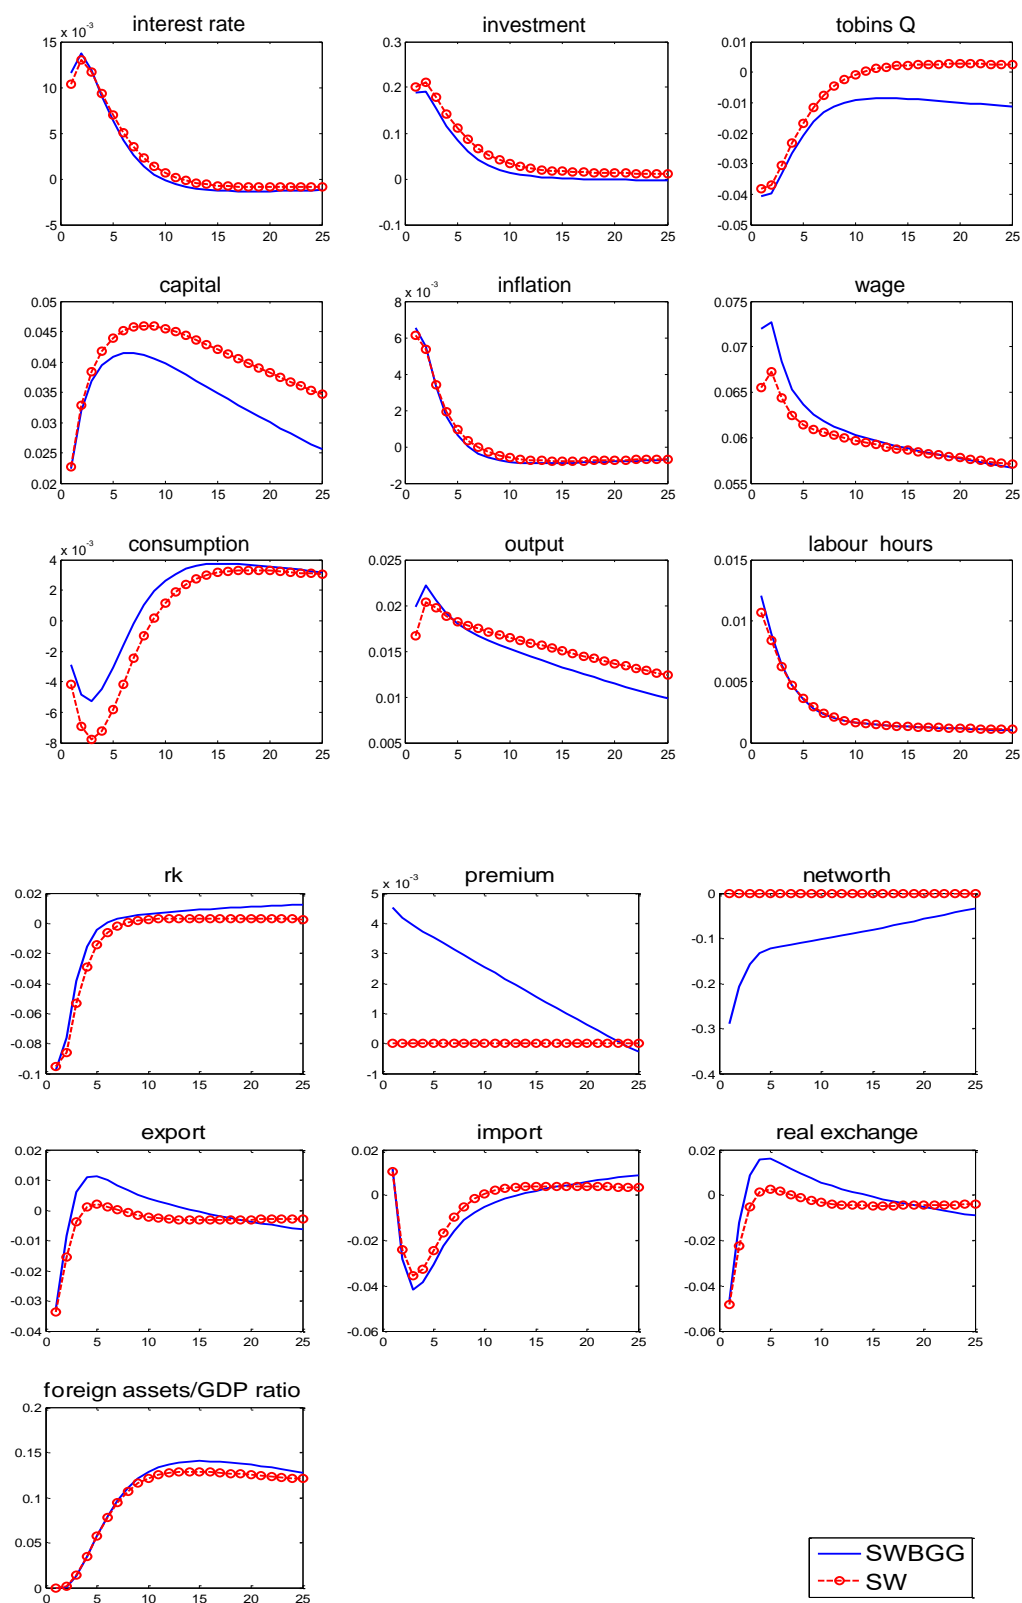 interest rate
x 10⁻³
15
10
5
0
-5
0 5 10 15 20 25
investment
0.3
0.2
0.1
0
-0.1
0 5 10 15 20 25
tobins Q
0.01
0
-0.01
-0.02
-0.03
-0.04
-0.05
0 5 10 15 20 25
capital
0.05
0.045
0.04
0.035
0.03
0.025
0.02
0 5 10 15 20 25
inflation
x 10⁻³
8
6
4
2
0
-2
0 5 10 15 20 25
wage
0.075
0.07
0.065
0.06
0.055
0 5 10 15 20 25
consumption
x 10⁻³
4
2
0
-2
-4
-6
-8
0 5 10 15 20 25
output
0.025
0.02
0.015
0.01
0.005
0 5 10 15 20 25
labour hours
0.015
0.01
0.005
0
0 5 10 15 20 25
rk
0.02
0
-0.02
-0.04
-0.06
-0.08
-0.1
0 5 10 15 20 25
premium
x 10⁻³
5
4
3
2
1
0
-1
0 5 10 15 20 25
networth
0
-0.1
-0.2
-0.3
-0.4
0 5 10 15 20 25
export
0.02
0.01
0
-0.01
-0.02
-0.03
-0.04
0 5 10 15 20 25
import
0.02
0
-0.02
-0.04
-0.06
0 5 10 15 20 25
real exchange
0.02
0
-0.02
-0.04
-0.06
0 5 10 15 20 25
foreign assets/GDP ratio
0.2
0.15
0.1
0.05
0
0 5 10 15 20 25
SWBGG
SW